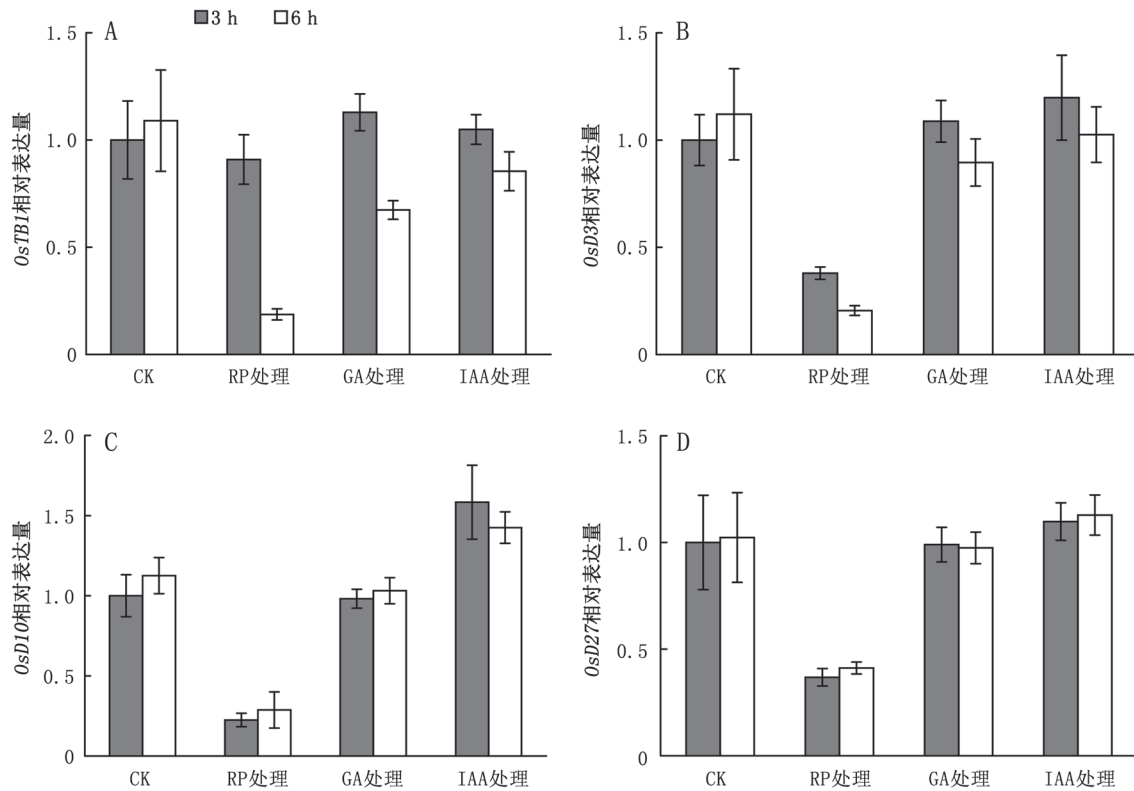 3 h 6 h
A
1.5
1.0
0.5
0
OsTB1相对表达量
CK RP处理 GA处理 IAA处理
B
1.5
1.0
0.5
0
OsD3相对表达量
CK RP处理 GA处理 IAA处理
C
2.0
1.5
1.0
0.5
0
OsD10相对表达量
CK RP处理 GA处理 IAA处理
D
1.5
1.0
0.5
0
OsD27相对表达量
CK RP处理 GA处理 IAA处理